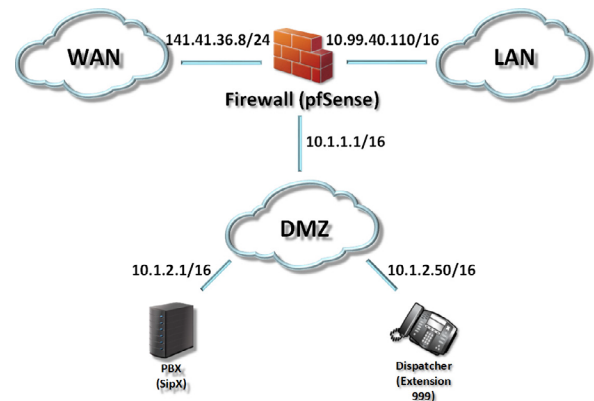 WAN
141.41.36.8/24
10.99.40.110/16
LAN
Firewall (pfSense)
10.1.1.1/16
DMZ
10.1.2.1/16
10.1.2.50/16
PBX
(SipX)
Dispatcher
(Extension
999)